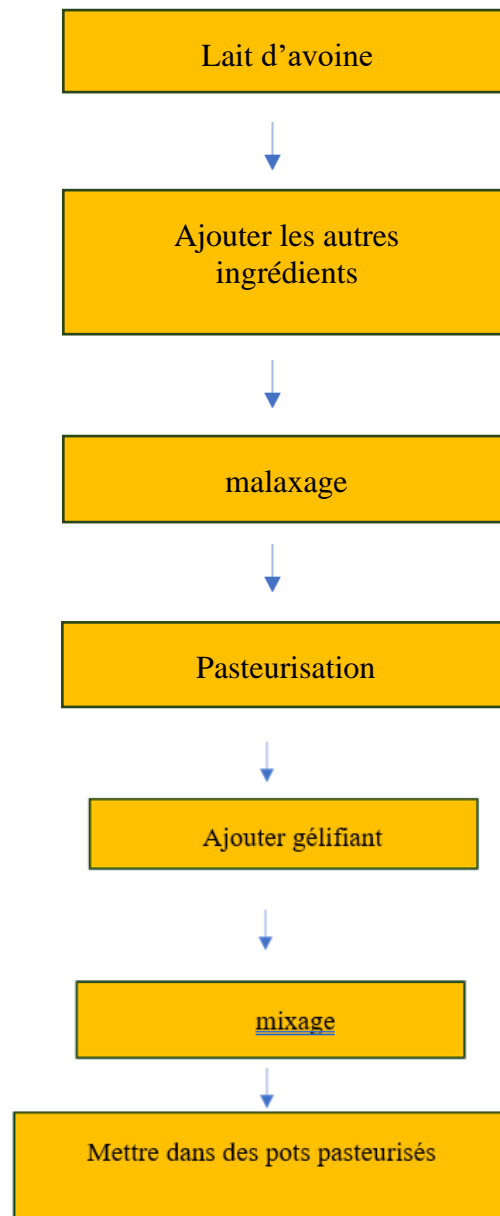 Lait d’avoine
Ajouter les autres
ingrédients
malaxage
Pasteurisation
Ajouter gélifiant
mixage
Mettre dans des pots pasteurisés